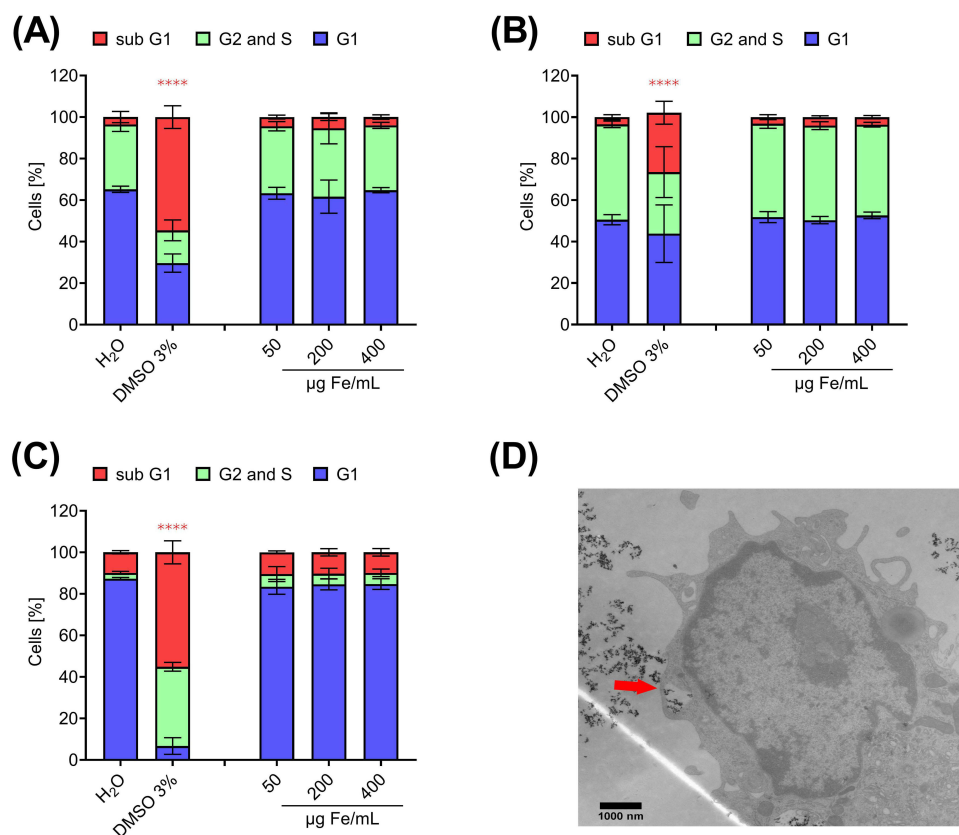 (A)
sub G1 G2 and S G1
120
100
80
60
40
20
0
Cells [%]
****
H₂O
DMSO 3%
50
200
400
µg Fe/mL
(B)
sub G1 G2 and S G1
120
100
80
60
40
20
0
Cells [%]
****
H₂O
DMSO 3%
50
200
400
µg Fe/mL
(C)
sub G1 G2 and S G1
120
100
80
60
40
20
0
Cells [%]
****
H₂O
DMSO 3%
50
200
400
µg Fe/mL
(D)
1000 nm